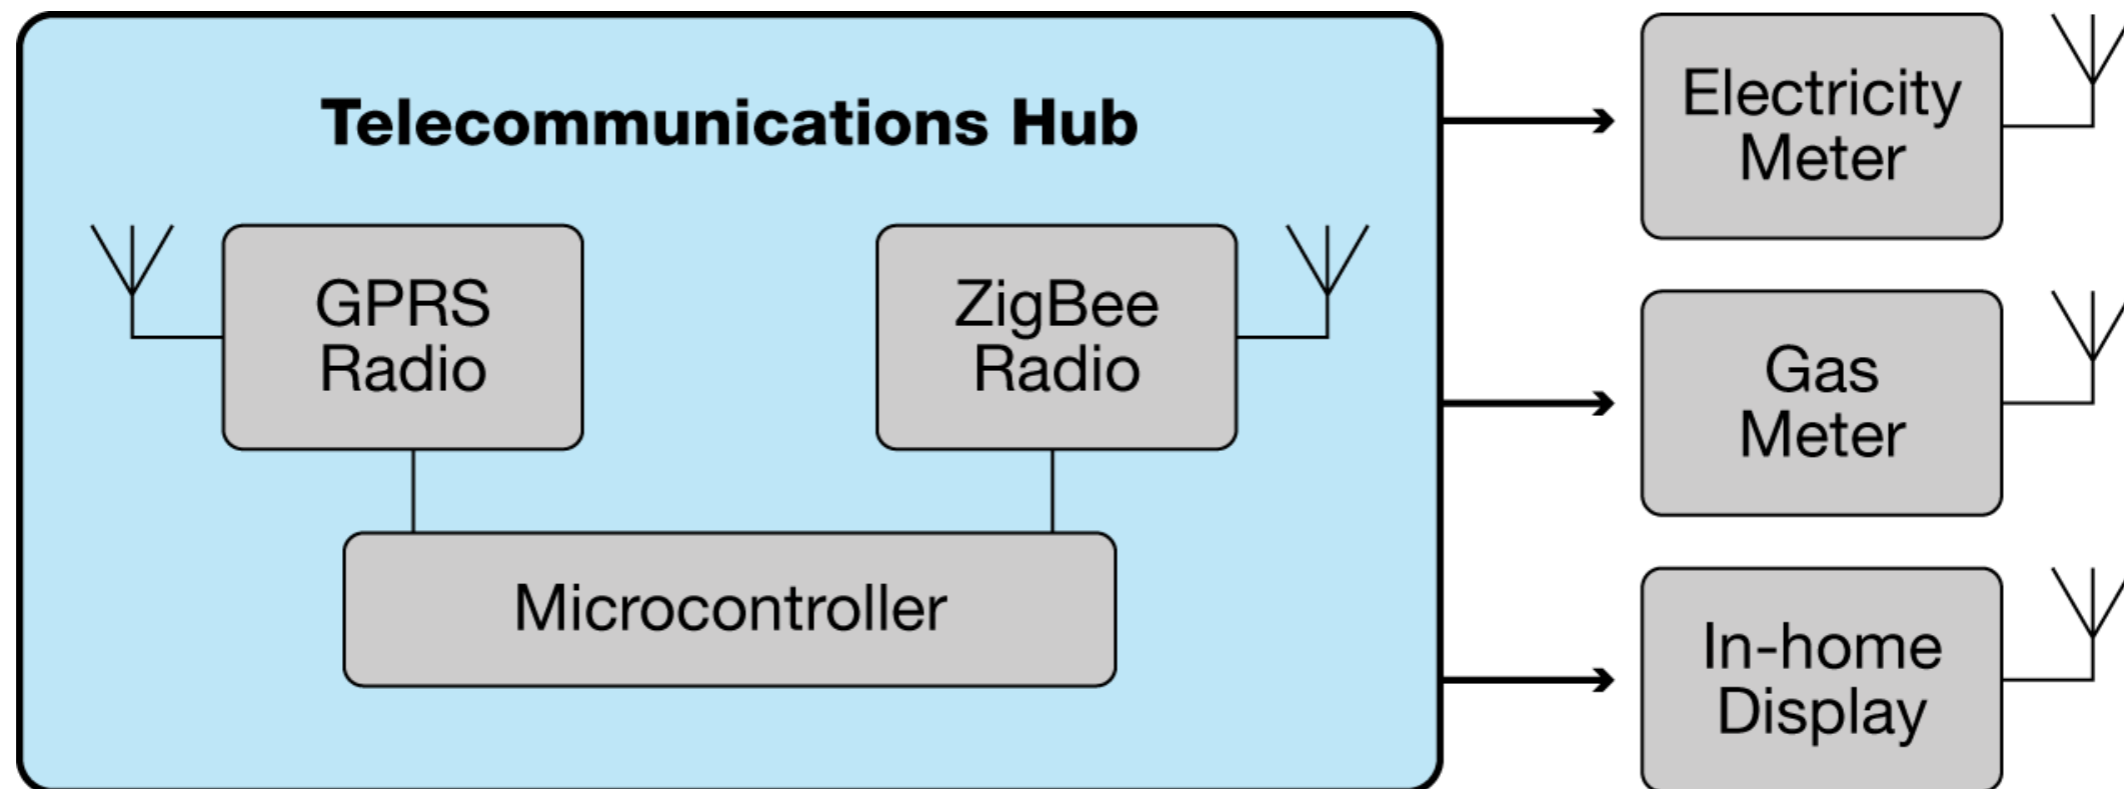 Telecommunications Hub
GPRS
Radio
ZigBee
Radio
Microcontroller
Electricity
Meter
Gas
Meter
In-home
Display